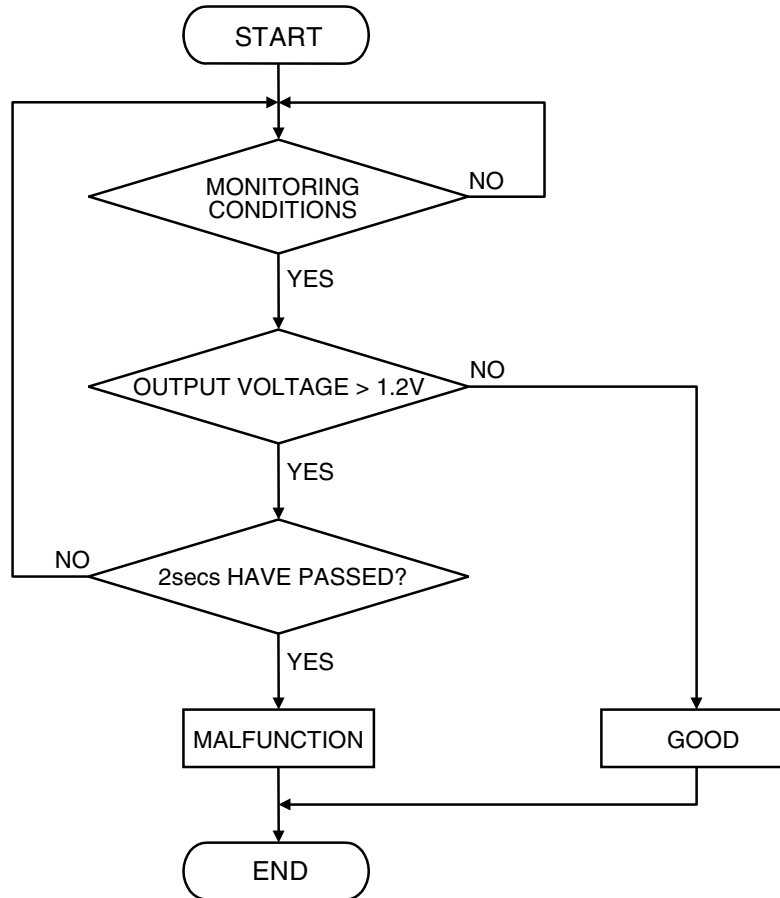 START
MONITORING
CONDITIONS
NO
YES
OUTPUT VOLTAGE > 1.2V
NO
YES
2secs HAVE PASSED?
NO
YES
MALFUNCTION
GOOD
END